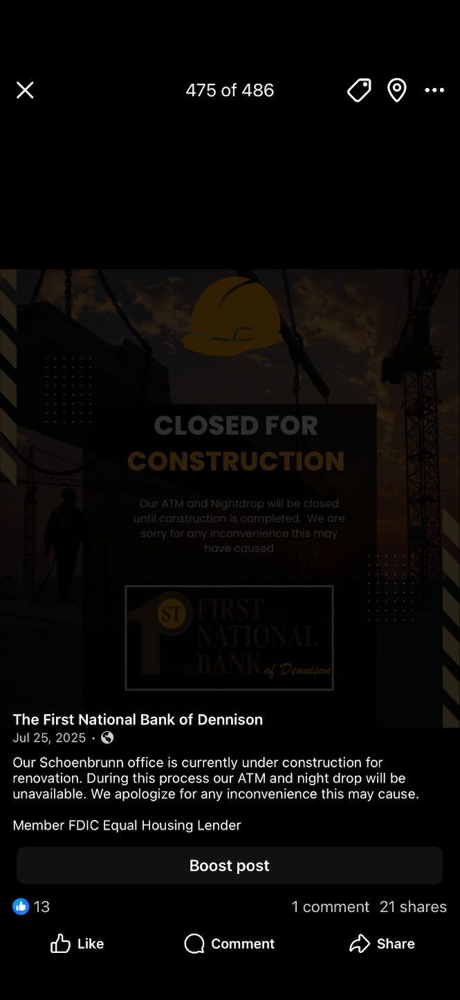 475 of 486
CLOSED FOR
CONSTRUCTION
Our ATM and Nightdrop will be closed
until construction is completed.  We are
sorry for any inconvenience this may
have caused
1ST FIRST
NATIONAL
BANK of Dennison
The First National Bank of Dennison
Jul 25, 2025 ·
Our Schoenbrunn office is currently under construction for
renovation. During this process our ATM and night drop will be
unavailable. We apologize for any inconvenience this may cause.
Member FDIC Equal Housing Lender
Boost post
13 1 comment 21 shares
Like Comment Share